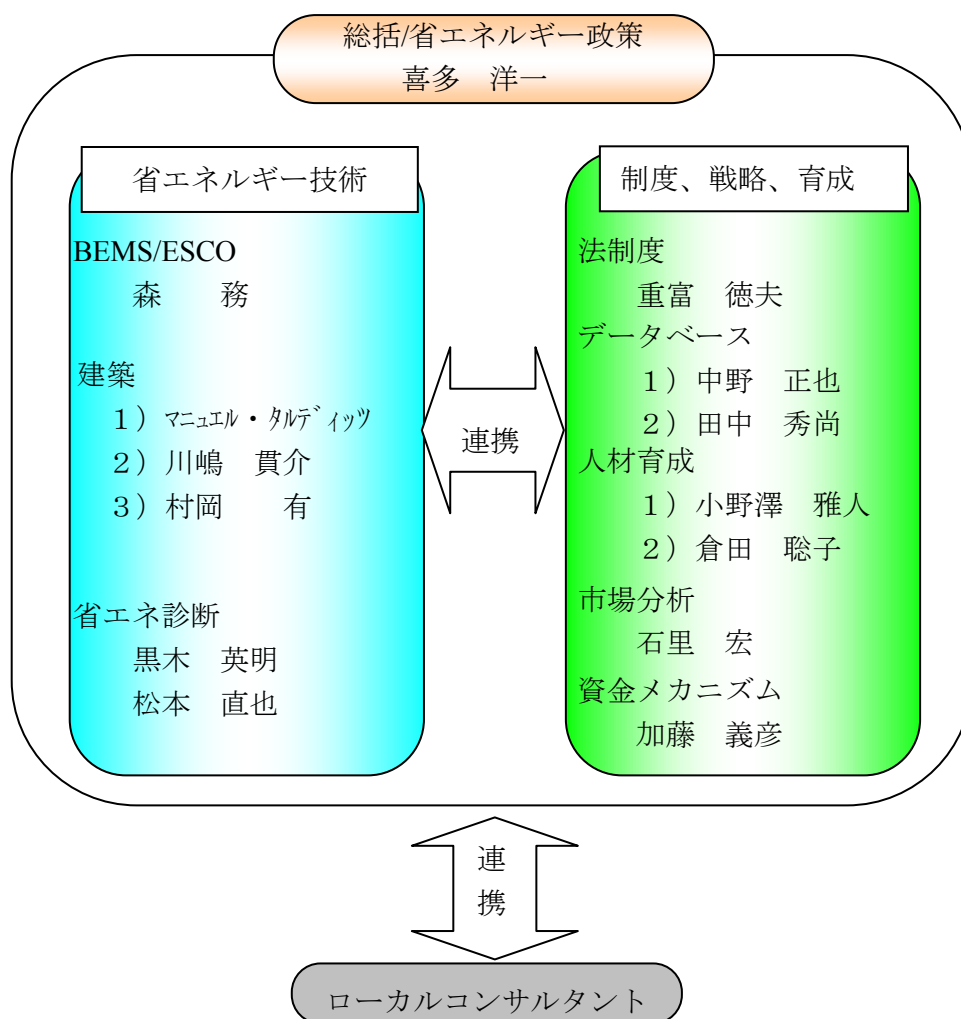 総括/省エネルギー政策
喜多　洋一
省エネルギー技術
BEMS/ESCO
森　　務
建築
１）ﾏﾆｭｴﾙ・ﾀﾙﾃﾞｨｯﾂ
２）川嶋　貫介
３）村岡　　有
省エネ診断
黒木　英明
松本　直也
連携
制度、戦略、育成
法制度
重富　徳夫
データベース
１）中野　正也
２）田中　秀尚
人材育成
１）小野澤　雅人
２）倉田　聡子
市場分析
石里　宏
資金メカニズム
加藤　義彦
連
携
ローカルコンサルタント